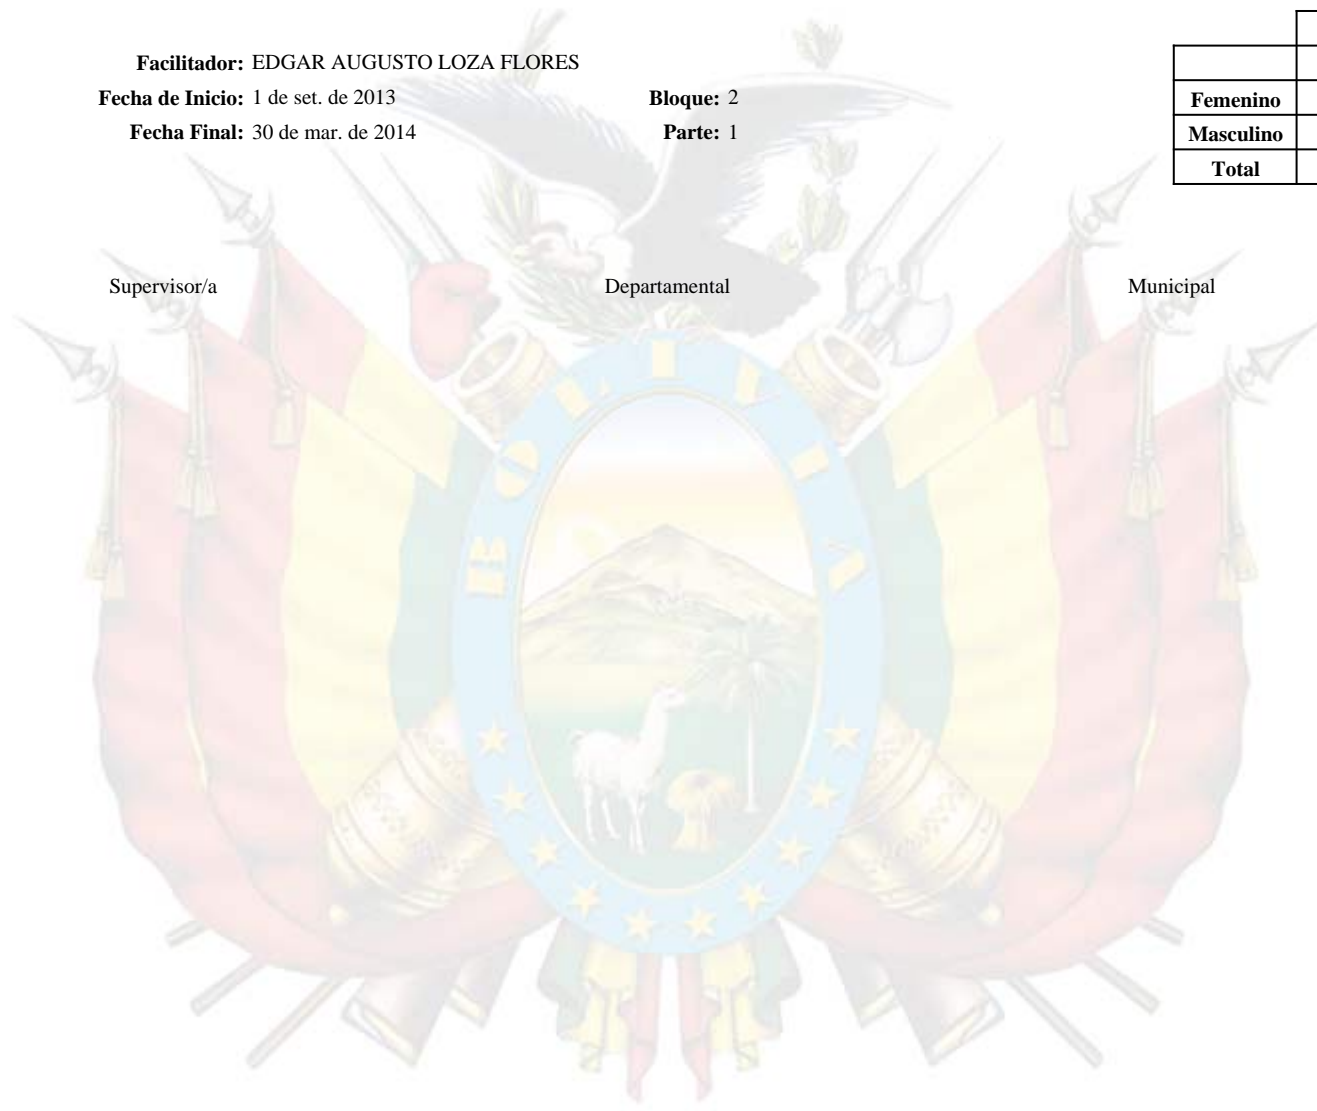 Facilitador: EDGAR AUGUSTO LOZA FLORES
Fecha de Inicio: 1 de set. de 2013 Bloque: 2
Fecha Final: 30 de mar. de 2014 Parte: 1
Femenino
Masculino
Total
Supervisor/a Departamental Municipal
BOLIVIA